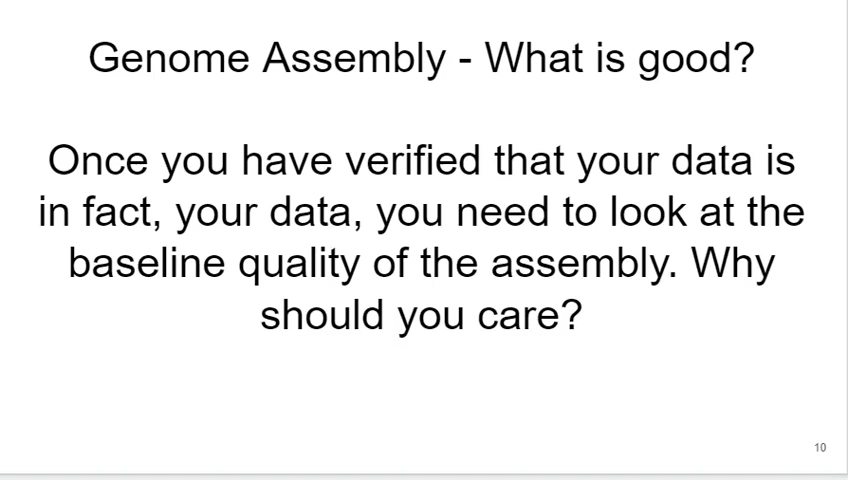 Genome Assembly - What is good?
Once you have verified that your data is
in fact, your data, you need to look at the
baseline quality of the assembly. Why
should you care?
10